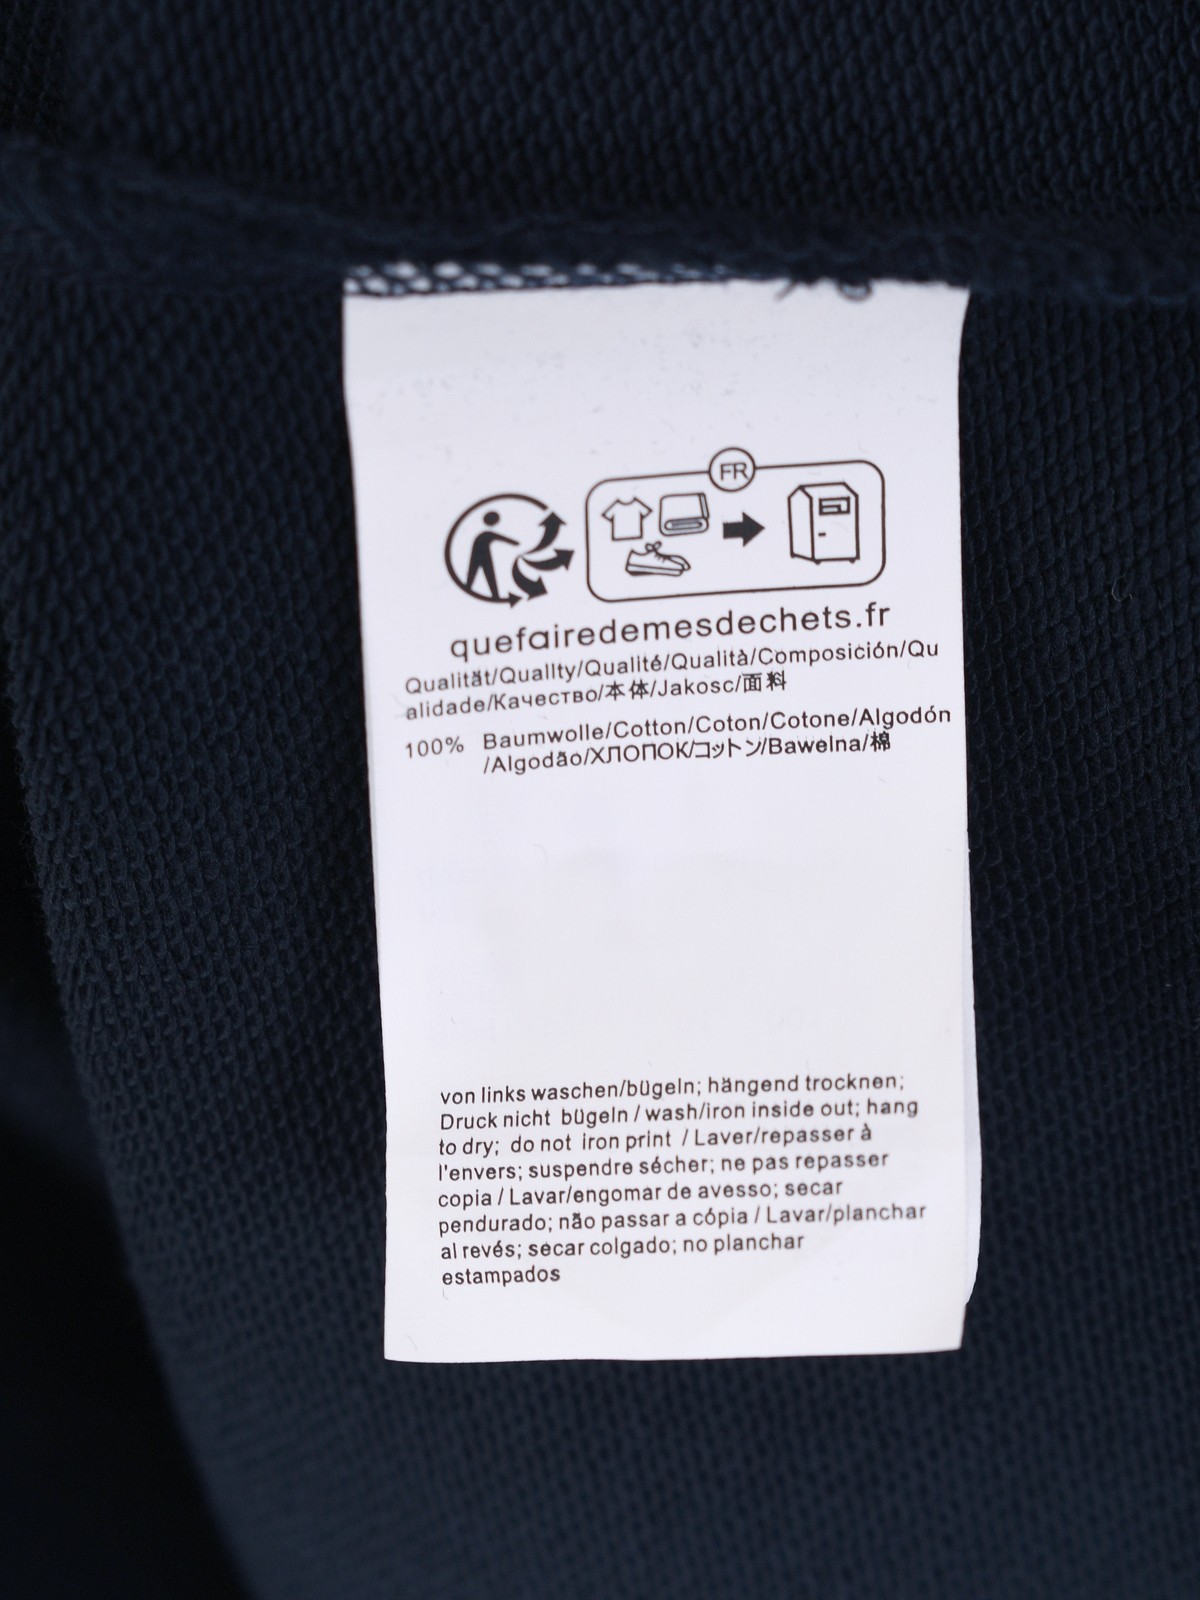 FR
quefairedemesdechets.fr
Qualität/Quallty/Qualité/Qualità/Composición/Qu
alidade/Качество/本体/Jakosc/面料
100% Baumwolle/Cotton/Coton/Cotone/Algodón
/Algodão/ХЛОПОК/コットン/Bawelna/棉
von links waschen/bügeln; hängend trocknen;
Druck nicht bügeln / wash/iron inside out; hang
to dry; do not iron print / Laver/repasser à
l'envers; suspendre sécher; ne pas repasser
copia / Lavar/engomar de avesso; secar
pendurado; não passar a cópia / Lavar/planchar
al revés; secar colgado; no planchar
estampados